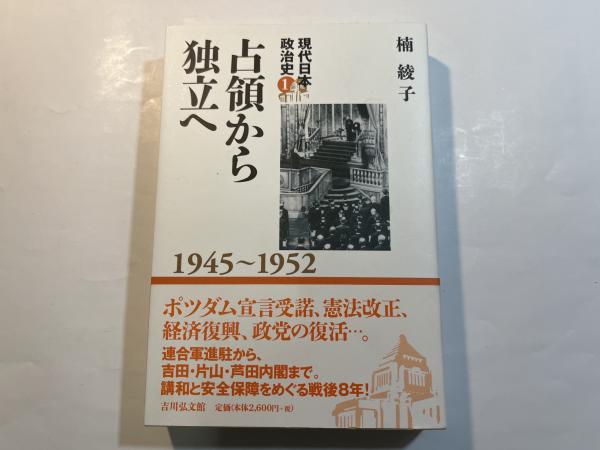 楠 綾子
現代日本
政治史 1
占領から
独立へ
1945〜1952
ポツダム宣言受諾、憲法改正、
経済復興、政党の復活…。
連合軍進駐から、
吉田・片山・芦田内閣まで。
講和と安全保障をめぐる戦後8年!
吉川弘文館 定価(本体2,600円+税)